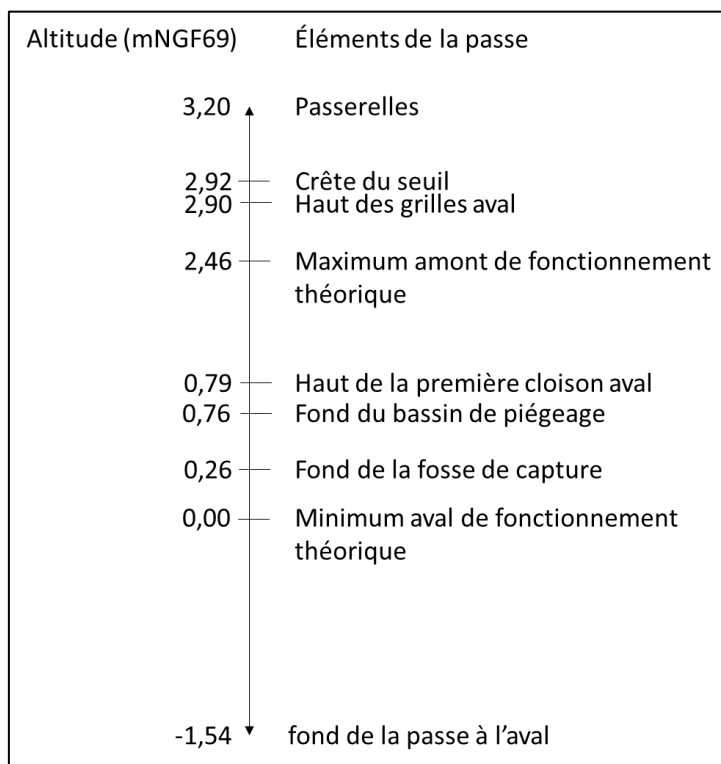 Altitude (mNGF69) Éléments de la passe
3,20 Passerelles
2,92 Crête du seuil
2,90 Haut des grilles aval
2,46 Maximum amont de fonctionnement
théorique
0,79 Haut de la première cloison aval
0,76 Fond du bassin de piégeage
0,26 Fond de la fosse de capture
0,00 Minimum aval de fonctionnement
théorique
-1,54 fond de la passe à l’aval